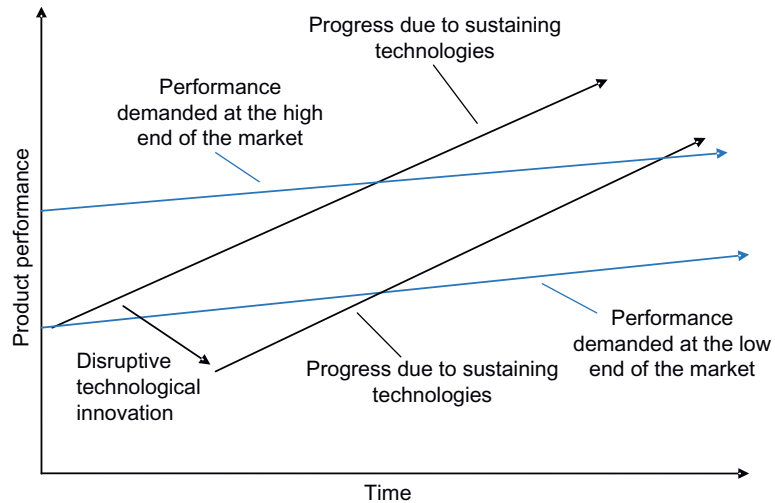 Progress due to sustaining
technologies
Performance
demanded at the high
end of the market
Product performance
Disruptive
technological
innovation
Progress due to sustaining
technologies
Performance
demanded at the low
end of the market
Time